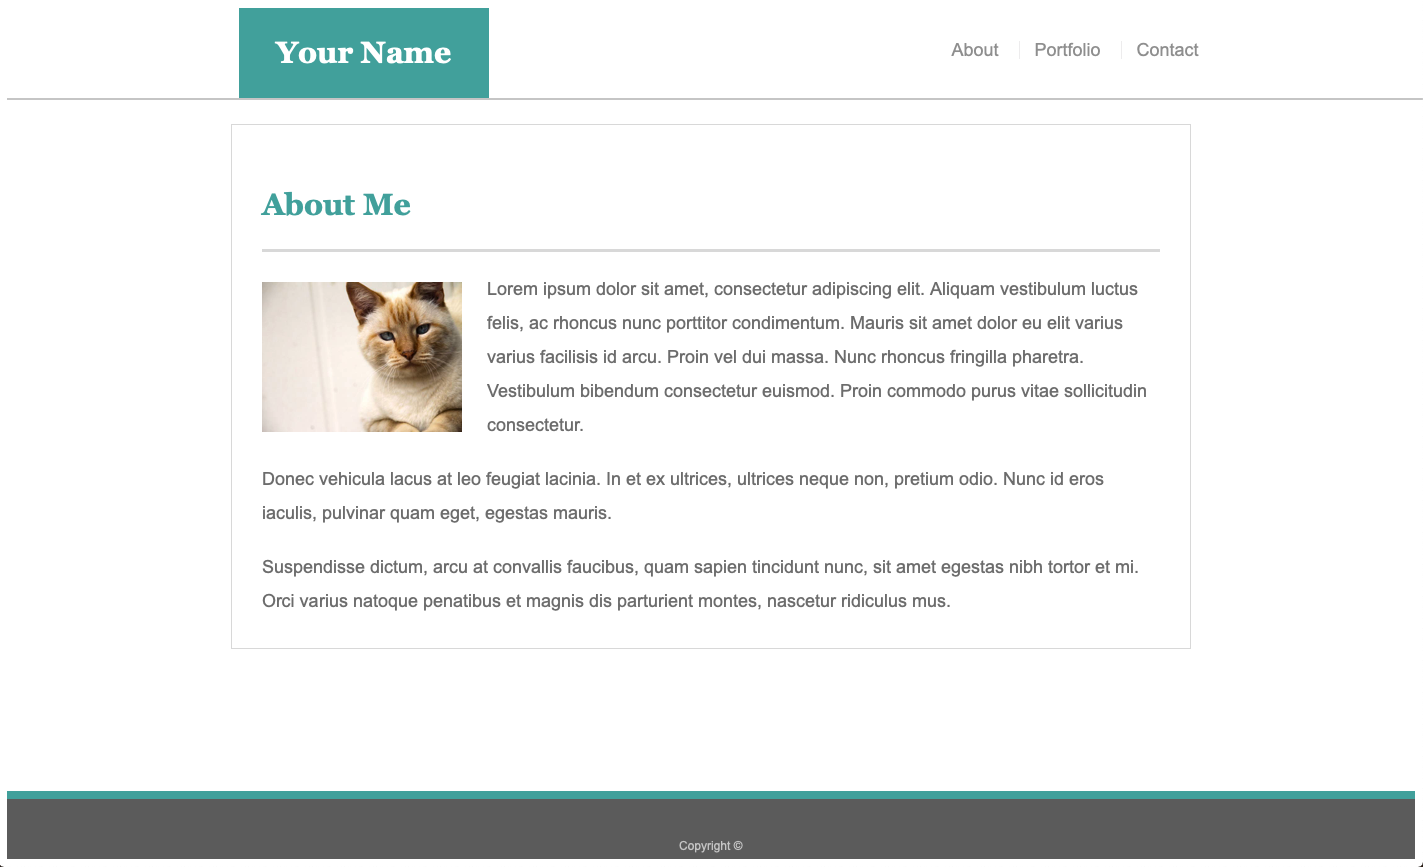 Your Name
About
Portfolio
Contact
About Me
Lorem ipsum dolor sit amet, consectetur adipiscing elit. Aliquam vestibulum luctus
felis, ac rhoncus nunc porttitor condimentum. Mauris sit amet dolor eu elit varius
varius facilisis id arcu. Proin vel dui massa. Nunc rhoncus fringilla pharetra.
Vestibulum bibendum consectetur euismod. Proin commodo purus vitae sollicitudin
consectetur.
Donec vehicula lacus at leo feugiat lacinia. In et ex ultrices, ultrices neque non, pretium odio. Nunc id eros
iaculis, pulvinar quam eget, egestas mauris.
Suspendisse dictum, arcu at convallis faucibus, quam sapien tincidunt nunc, sit amet egestas nibh tortor et mi.
Orci varius natoque penatibus et magnis dis parturient montes, nascetur ridiculus mus.
Copyright ©